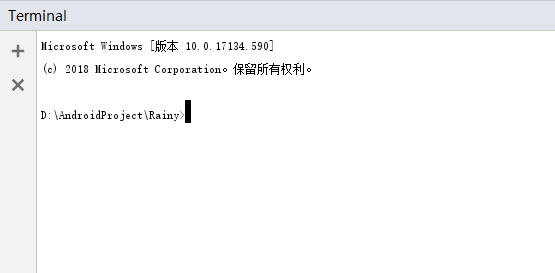 Terminal
Microsoft Windows [版本 10.0.17134.590]
(c) 2018 Microsoft Corporation。保留所有权利。
D:\AndroidProject\Rainy>